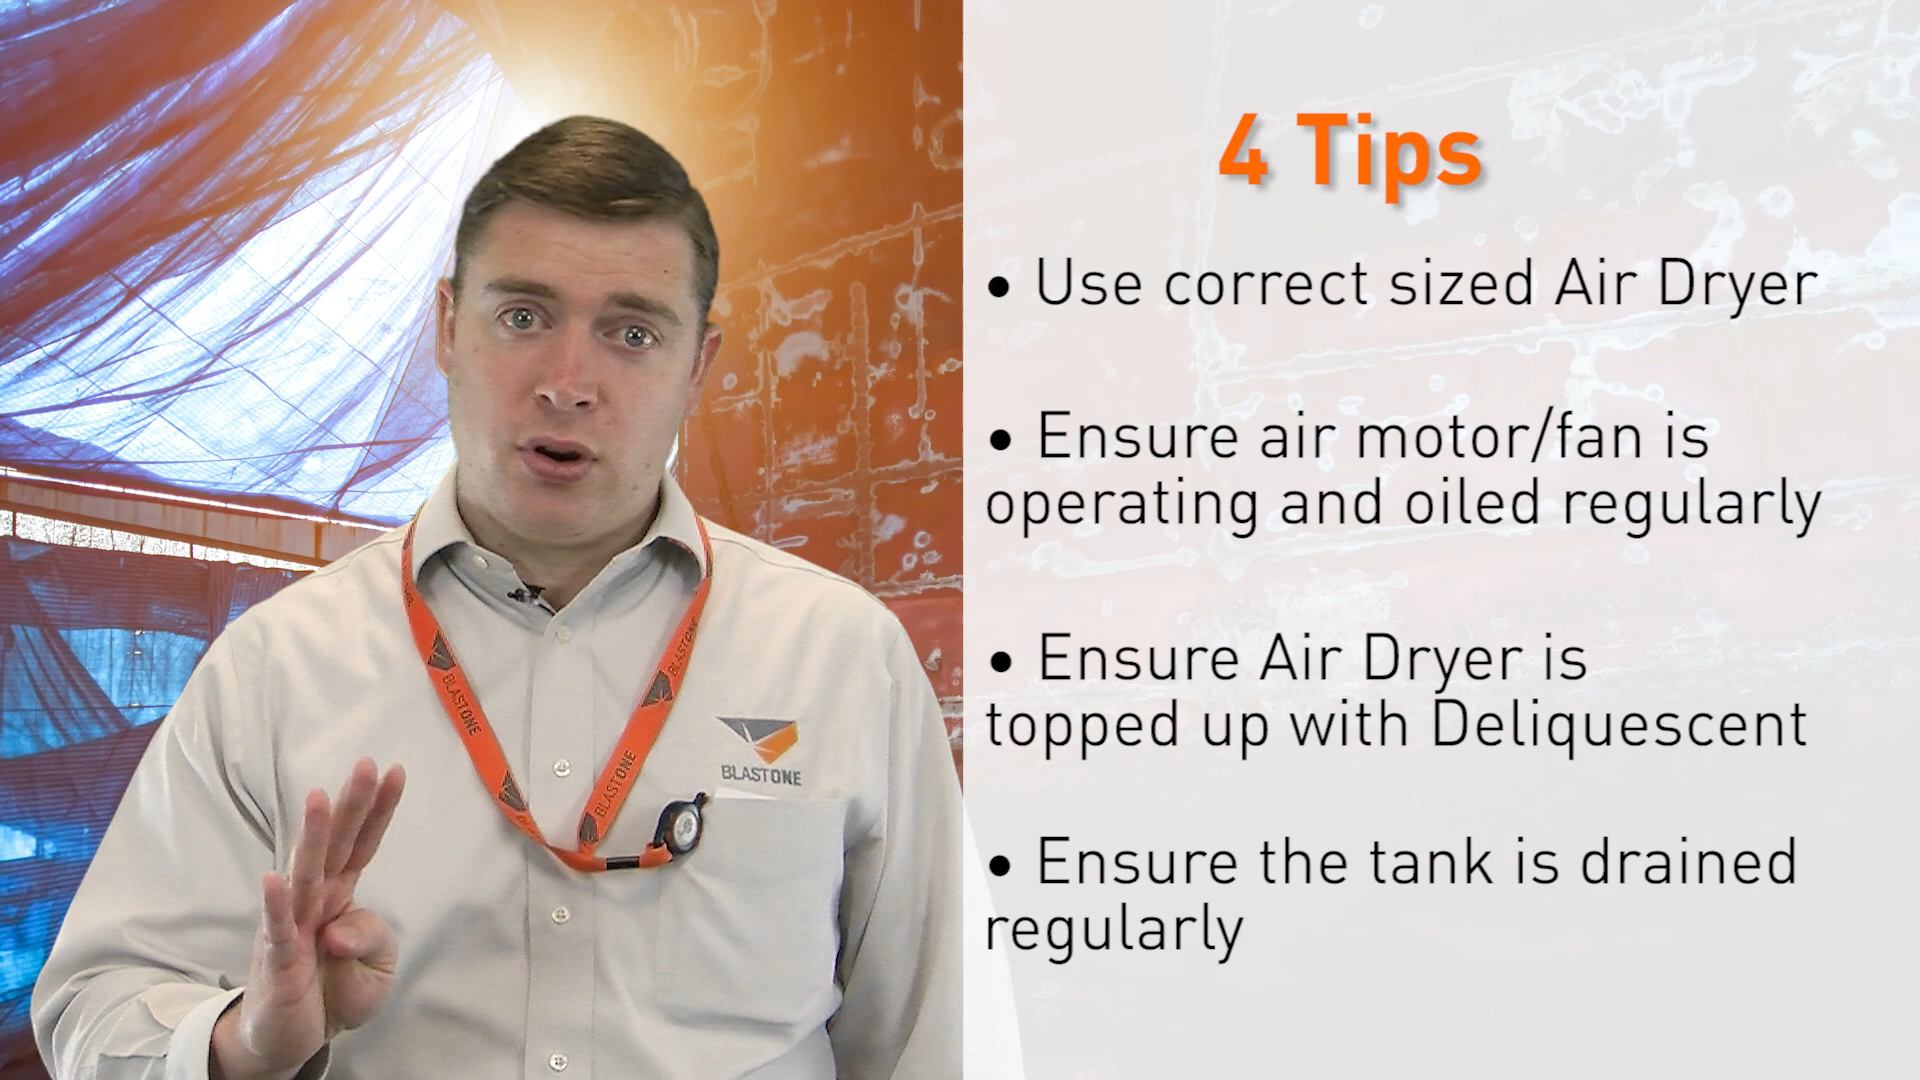 4 Tips
• Use correct sized Air Dryer
• Ensure air motor/fan is
operating and oiled regularly
• Ensure Air Dryer is
topped up with Deliquescent
• Ensure the tank is drained
regularly
BLASTONE
BLASTONE
BLASTONE
BLASTONE